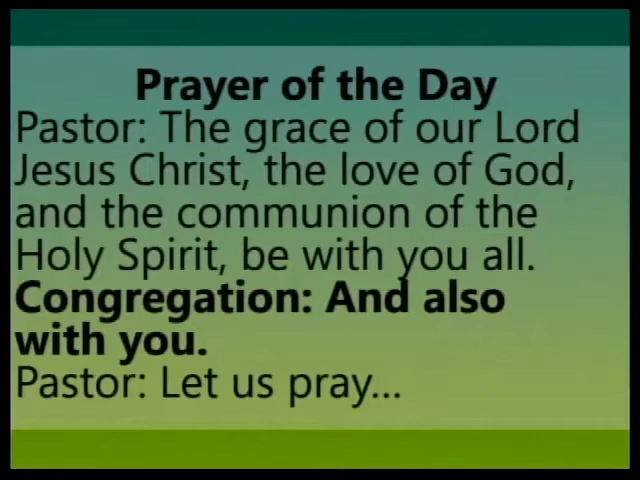 Prayer of the Day
Pastor: The grace of our Lord
Jesus Christ, the love of God,
and the communion of the
Holy Spirit, be with you all.
Congregation: And also
with you.
Pastor: Let us pray...